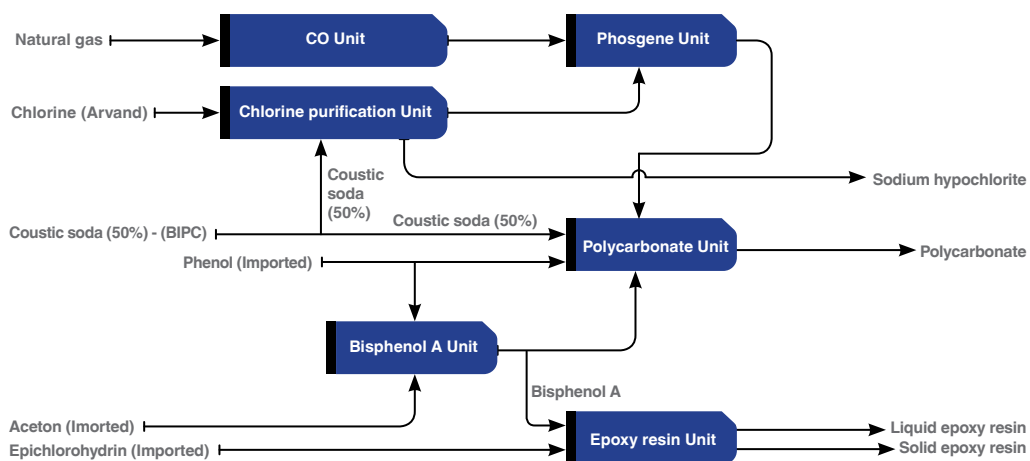 Natural gas
CO Unit
Phosgene Unit
Chlorine (Arvand)
Chlorine purification Unit
Coustic
soda
(50%)
Sodium hypochlorite
Coustic soda (50%) - (BIPC)
Coustic soda (50%)
Polycarbonate Unit
Polycarbonate
Phenol (Imported)
Bisphenol A Unit
Bisphenol A
Aceton (Imorted)
Epichlorohydrin (Imported)
Epoxy resin Unit
Liquid epoxy resin
Solid epoxy resin